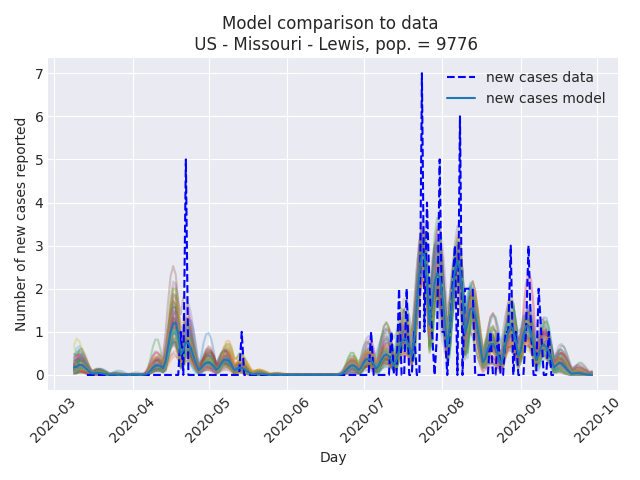 Model comparison to data
US - Missouri - Lewis, pop. = 9776
new cases data
new cases model
Number of new cases reported
7
6
5
4
3
2
1
0
2020-03
2020-04
2020-05
2020-06
2020-07
2020-08
2020-09
2020-10
Day